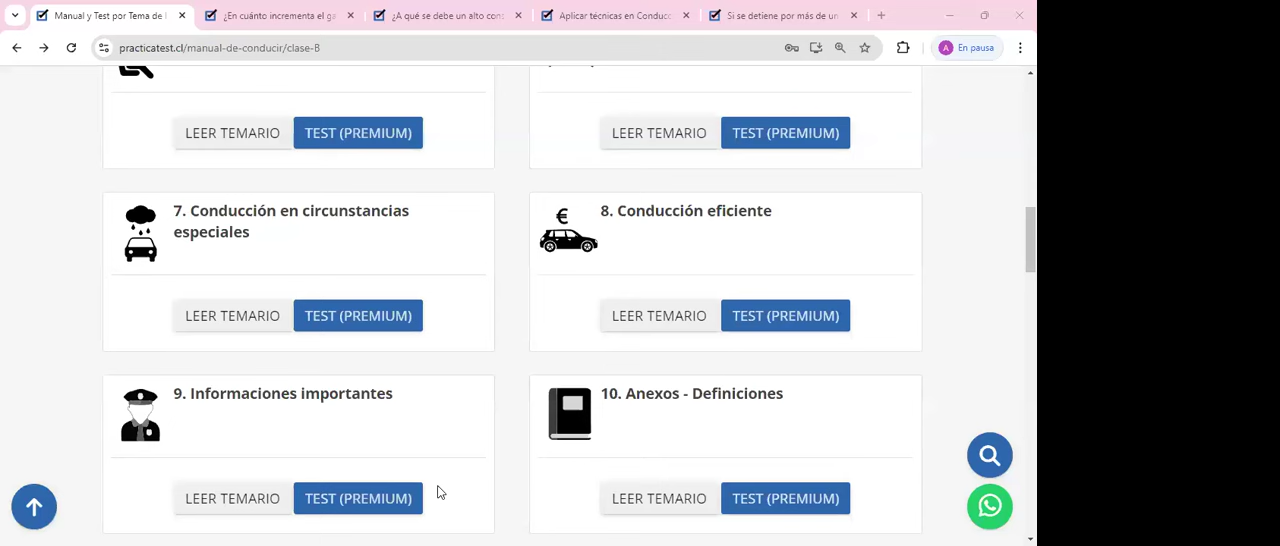 Manual y Test por Tema de
¿En cuánto incrementa el ga
¿A qué se debe un alto con
Aplicar técnicas en Conducc
Si se detiene por más de un
practicatest.cl/manual-de-conducir/clase-B
A En pausa
LEER TEMARIO TEST (PREMIUM)
LEER TEMARIO TEST (PREMIUM)
7. Conducción en circunstancias
especiales
8. Conducción eficiente
€
LEER TEMARIO TEST (PREMIUM)
LEER TEMARIO TEST (PREMIUM)
9. Informaciones importantes
10. Anexos - Definiciones
LEER TEMARIO TEST (PREMIUM)
LEER TEMARIO TEST (PREMIUM)